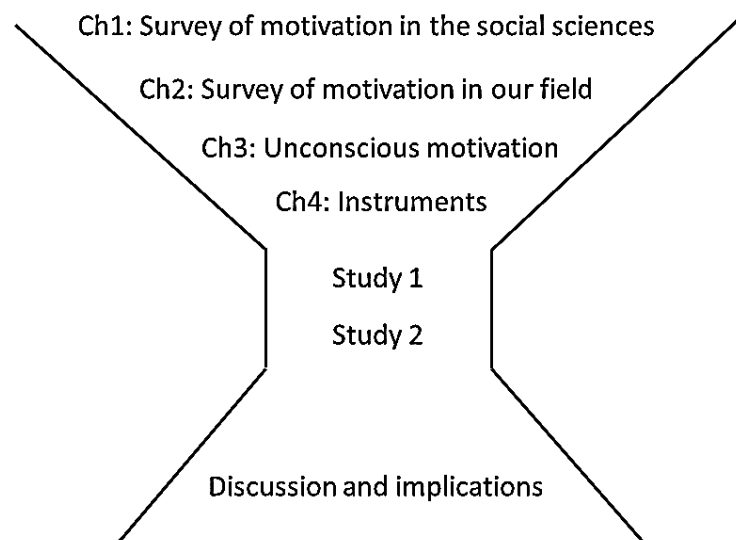 Ch1: Survey of motivation in the social sciences
Ch2: Survey of motivation in our field
Ch3: Unconscious motivation
Ch4: Instruments
Study 1
Study 2
Discussion and implications